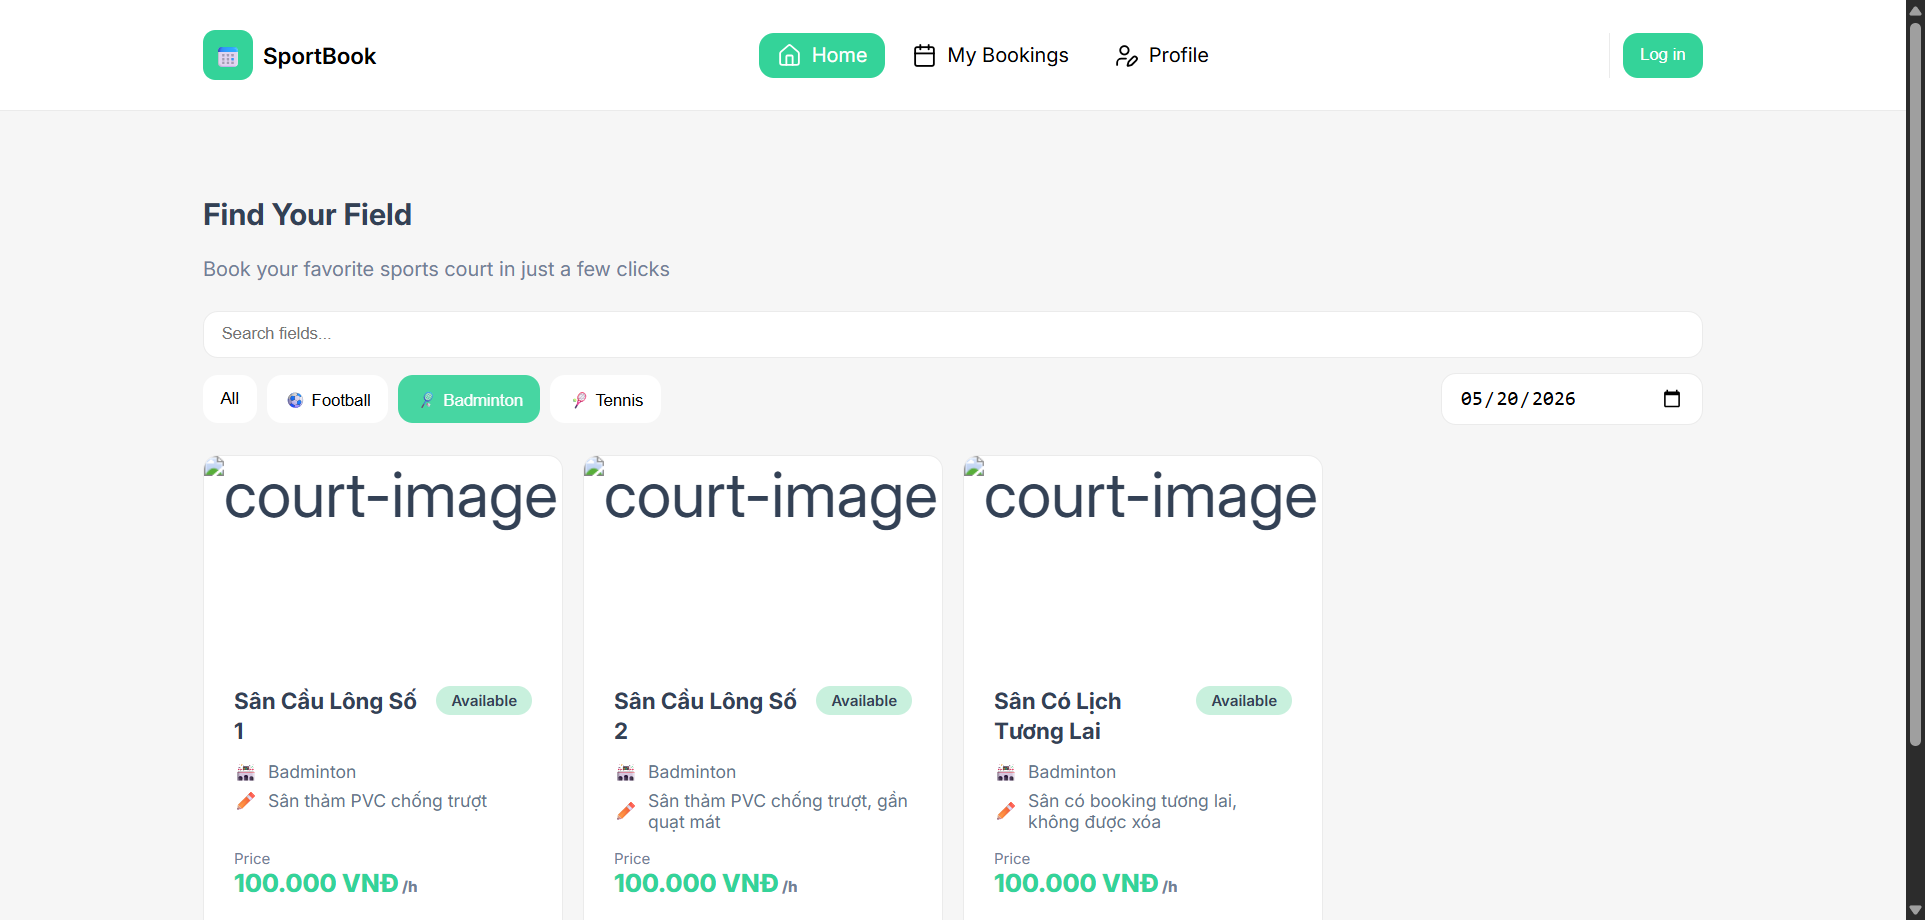 SportBook
Home
My Bookings
Profile
Log in
Find Your Field
Book your favorite sports court in just a few clicks
Search fields...
All
Football
Badminton
Tennis
05/20/2026
court-image
court-image
court-image
Sân Cầu Lông Số
1
Available
Badminton
Sân thảm PVC chống trượt
Price
100.000 VNĐ /h
Sân Cầu Lông Số
2
Available
Badminton
Sân thảm PVC chống trượt, gần
quạt mát
Price
100.000 VNĐ /h
Sân Có Lịch
Tương Lai
Available
Badminton
Sân có booking tương lai,
không được xóa
Price
100.000 VNĐ /h